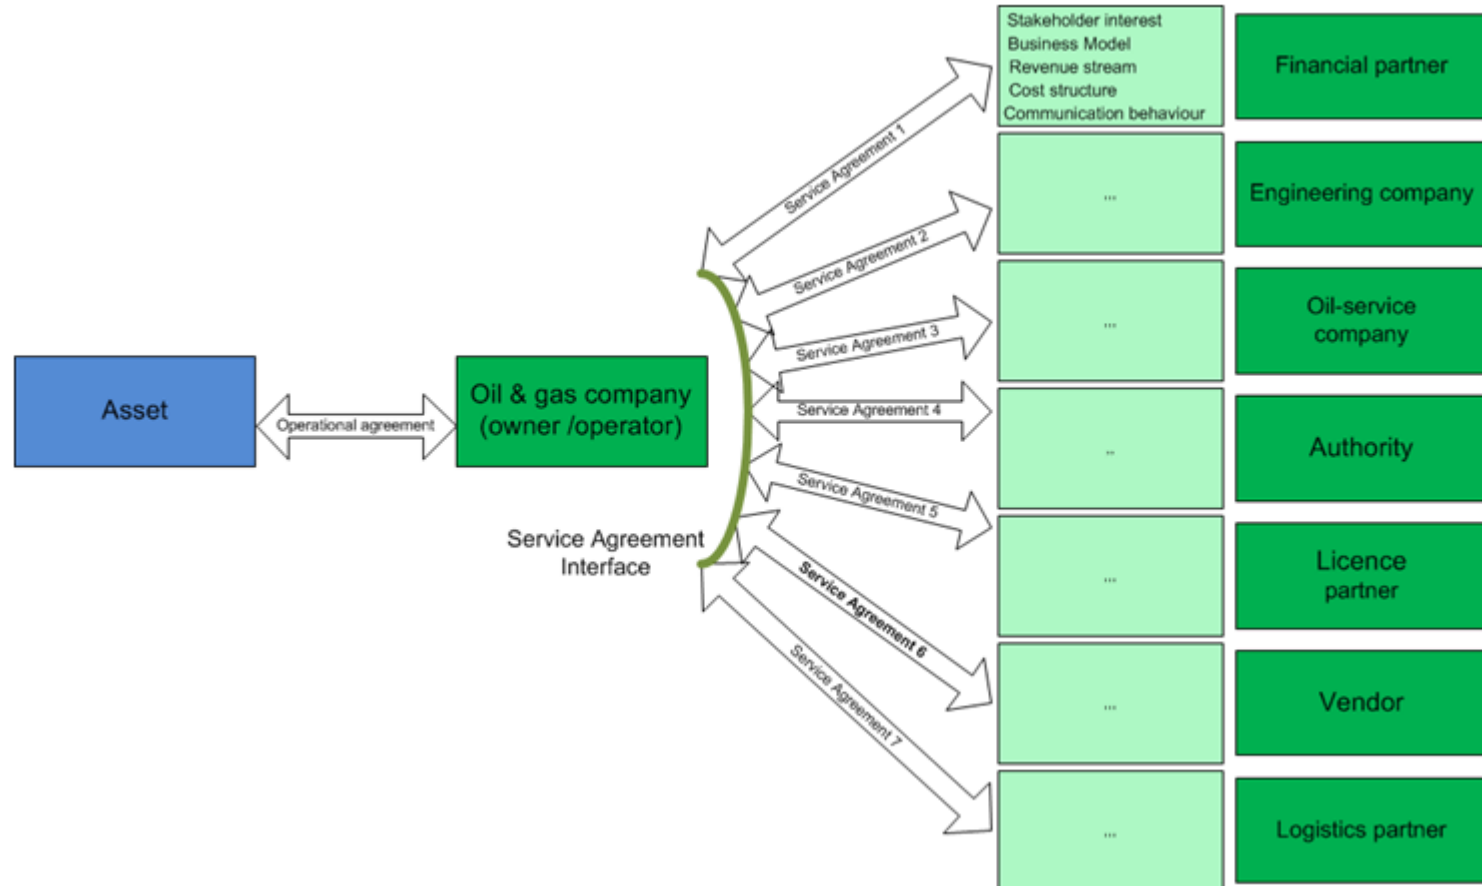 Stakeholder interest
Business Model
Revenue stream
Cost structure
Communication behaviour
Financial partner
Service Agreement 1
...
Engineering company
Service Agreement 2
...
Oil-service
company
Service Agreement 3
Asset
Operational agreement
Oil & gas company
(owner /operator)
Service Agreement 4
..
Authority
Service Agreement 5
Service Agreement
Interface
...
Licence
partner
Service Agreement 6
...
Vendor
Service Agreement 7
...
Logistics partner